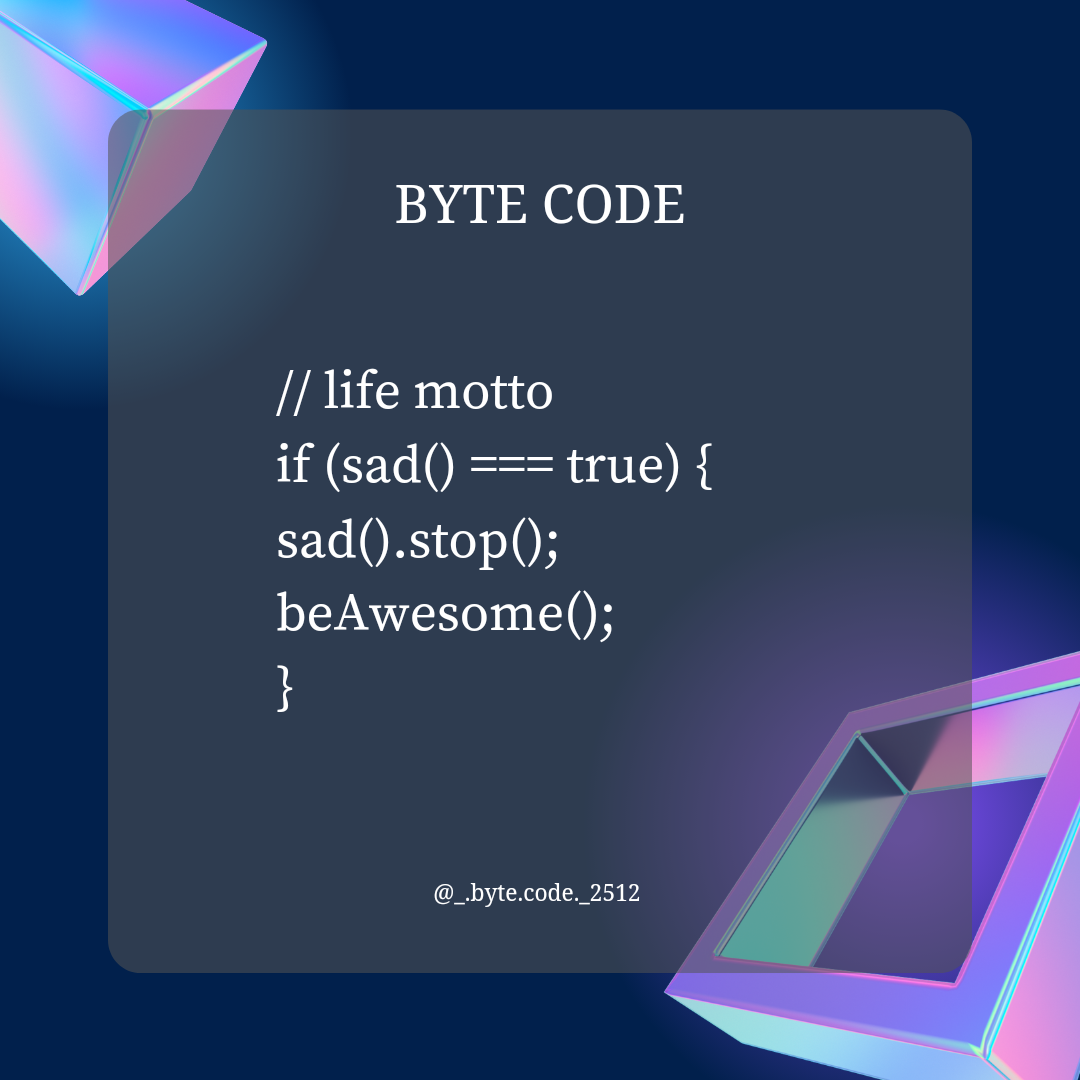 BYTE CODE
// life motto
if (sad() === true) {
sad().stop();
beAwesome();
}
@_.byte.code._2512